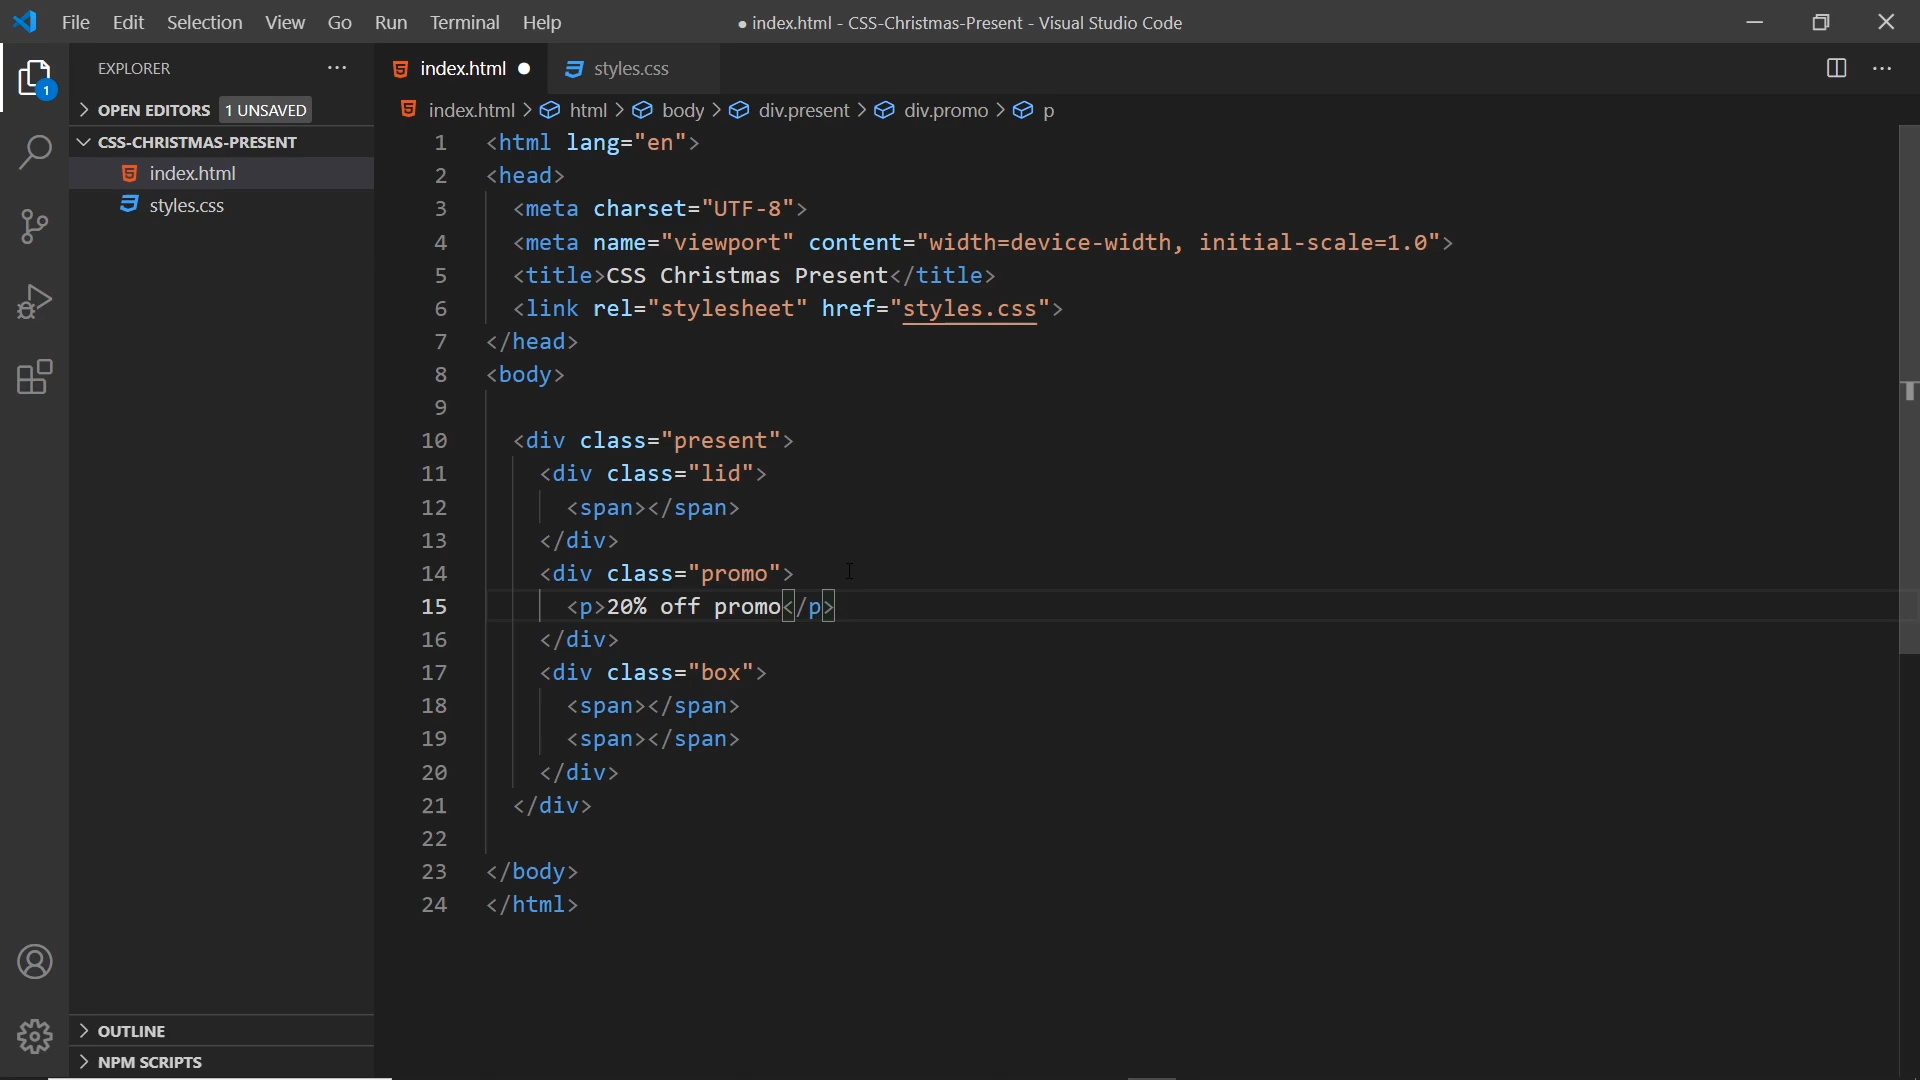 File Edit Selection View Go Run Terminal Help
● index.html - CSS-Christmas-Present - Visual Studio Code
EXPLORER ···
index.html ●
styles.css
1
OPEN EDITORS 1 UNSAVED
index.html > html > body > div.present > div.promo > p
CSS-CHRISTMAS-PRESENT
index.html
styles.css
1 <html lang="en">
2 <head>
3 <meta charset="UTF-8">
4 <meta name="viewport" content="width=device-width, initial-scale=1.0">
5 <title>CSS Christmas Present</title>
6 <link rel="stylesheet" href="styles.css">
7 </head>
8 <body>
9
10 <div class="present">
11 <div class="lid">
12 <span></span>
13 </div>
14 <div class="promo">
15 <p>20% off promo</p>
16 </div>
17 <div class="box">
18 <span></span>
19 <span></span>
20 </div>
21 </div>
22
23 </body>
24 </html>
OUTLINE
NPM SCRIPTS